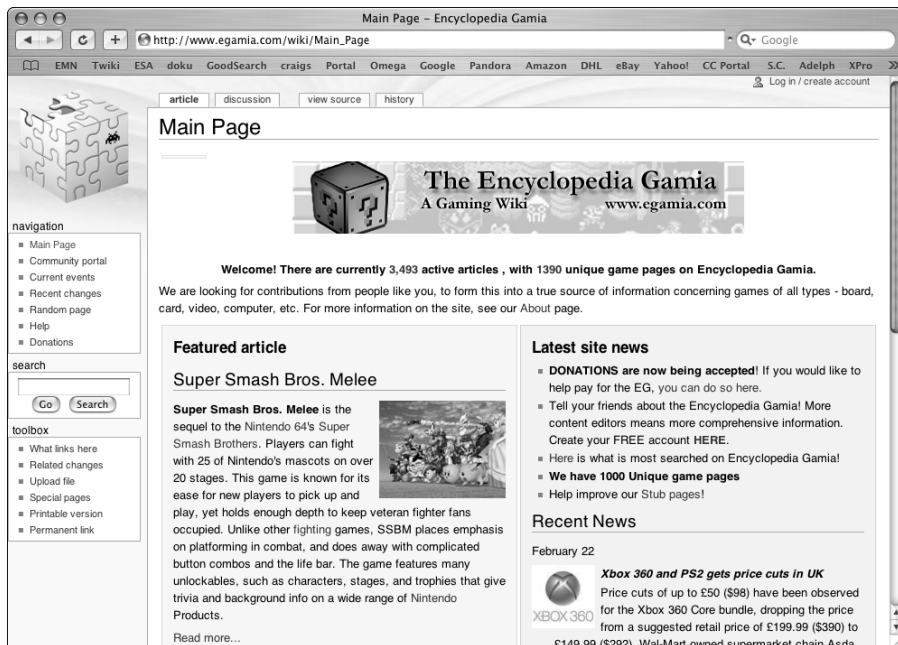 Main Page – Encyclopedia Gamia
http://www.egamia.com/wiki/Main_Page
Google
EMN Twiki ESA doku GoodSearch craigs Portal Omega Google Pandora Amazon DHL eBay Yahoo! CC Portal S.C. Adelph XPro
Log in / create account
article discussion view source history
Main Page
The Encyclopedia Gamia
A Gaming Wiki www.egamia.com
navigation
Main Page
Community portal
Current events
Recent changes
Random page
Help
Donations
search
Go Search
toolbox
What links here
Related changes
Upload file
Special pages
Printable version
Permanent link
Welcome! There are currently 3,493 active articles , with 1390 unique game pages on Encyclopedia Gamia.
We are looking for contributions from people like you, to form this into a true source of information concerning games of all types - board,
card, video, computer, etc. For more information on the site, see our About page.
Featured article
Super Smash Bros. Melee
Super Smash Bros. Melee is the
sequel to the Nintendo 64's Super
Smash Brothers. Players can fight
with 25 of Nintendo's mascots on over
20 stages. This game is known for its
ease for new players to pick up and
play, yet holds enough depth to keep veteran fighter fans
occupied. Unlike other fighting games, SSBM places emphasis
on platforming in combat, and does away with complicated
button combos and the life bar. The game features many
unlockables, such as characters, stages, and trophies that give
trivia and background info on a wide range of Nintendo
Products.
Read more...
Latest site news
DONATIONS are now being accepted! If you would like to
help pay for the EG, you can do so here.
Tell your friends about the Encyclopedia Gamia! More
content editors means more comprehensive information.
Create your FREE account HERE.
Here is what is most searched on Encyclopedia Gamia!
We have 1000 Unique game pages
Help improve our Stub pages!
Recent News
February 22
Xbox 360 and PS2 gets price cuts in UK
XBOX 360
Price cuts of up to £50 ($98) have been observed
for the Xbox 360 Core bundle, dropping the price
from a suggested retail price of £199.99 ($390) to
£149.99 ($292). Wal-Mart owned supermarket chain Asda